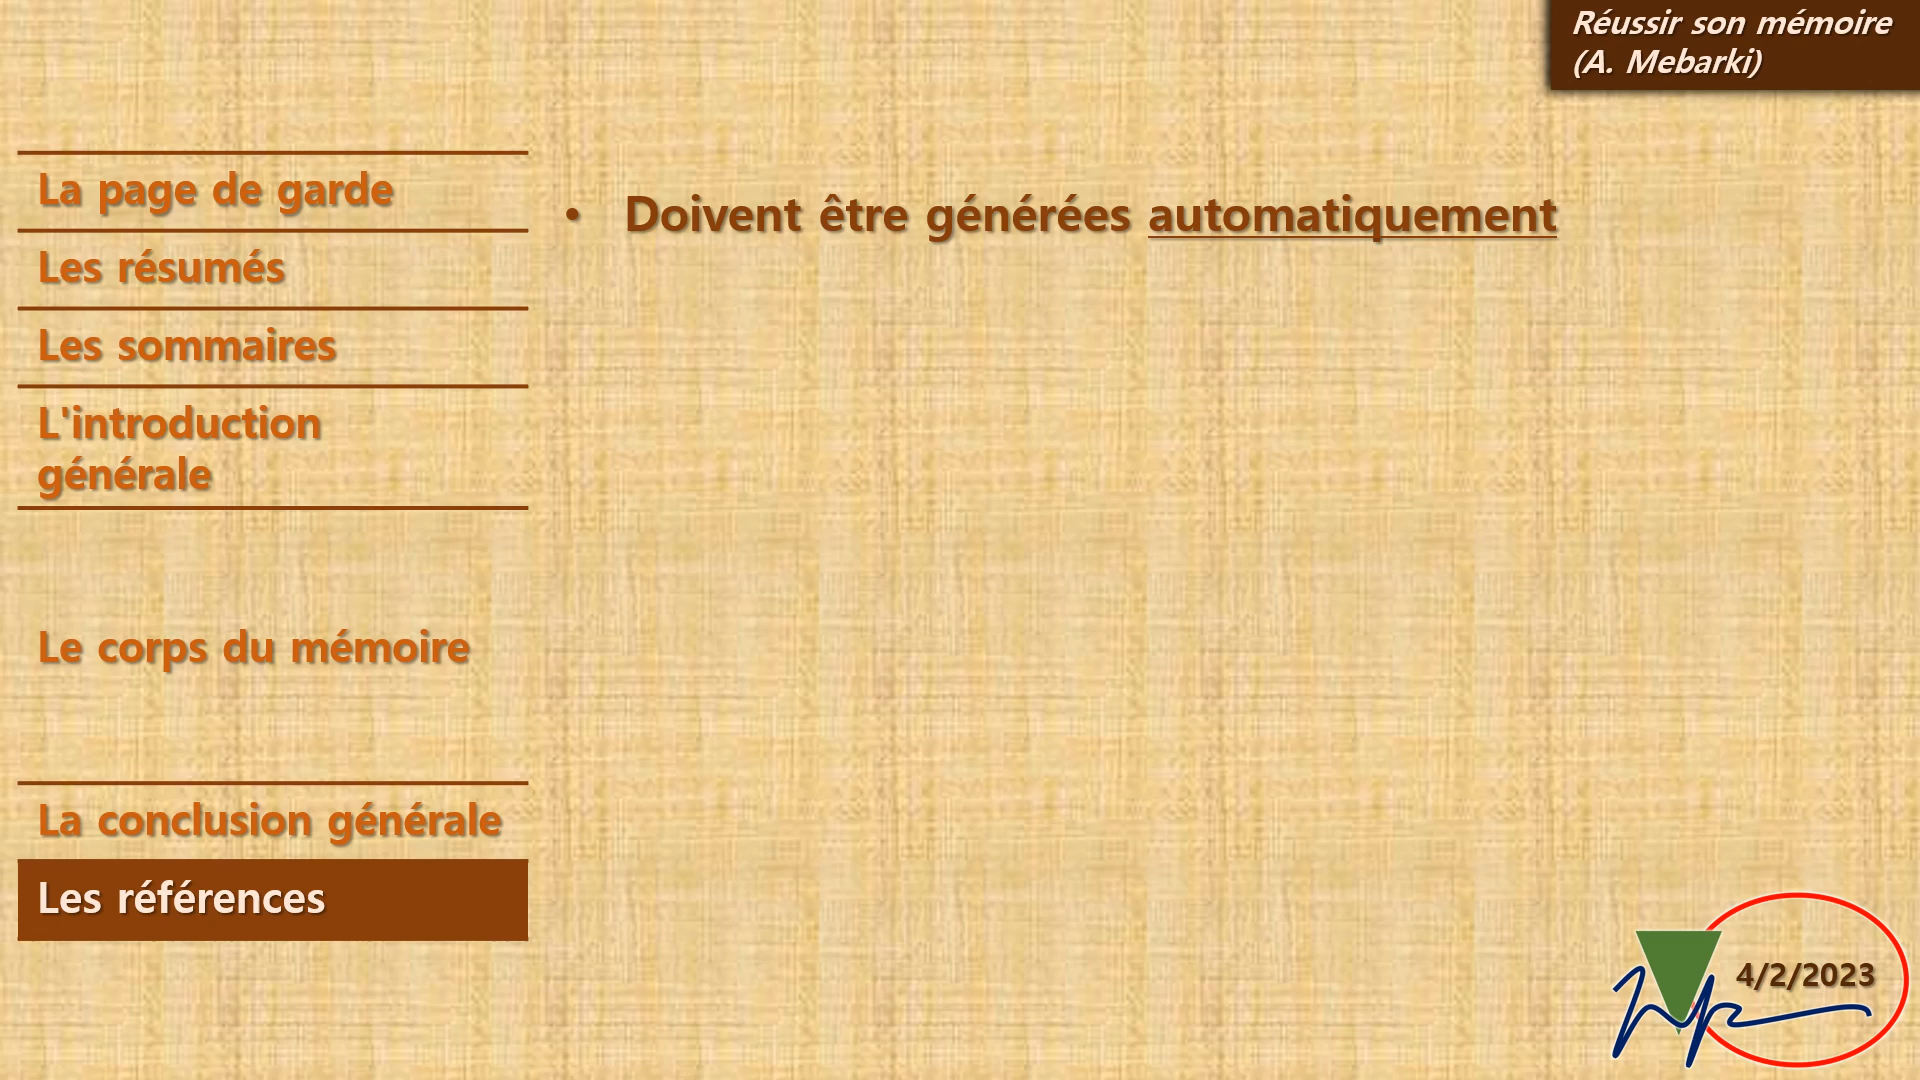 Réussir son mémoire
(A. Mebarki)
La page de garde
Les résumés
Les sommaires
L'introduction
générale
Le corps du mémoire
La conclusion générale
Les références
• Doivent être générées automatiquement
4/2/2023